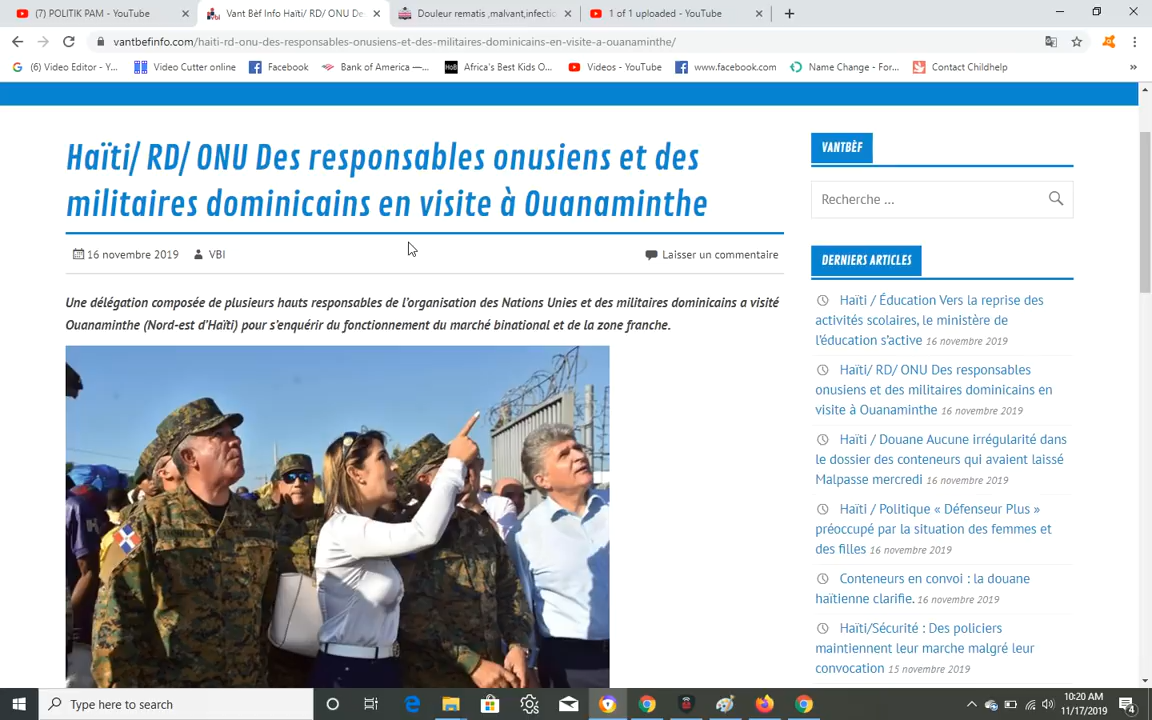 (7) POLITIK PAM - YouTube
Vant Bèf Info Haïti/ RD/ ONU De
Douleur rematis ,malvant,infectio
1 of 1 uploaded - YouTube
vantbefinfo.com/haiti-rd-onu-des-responsables-onusiens-et-des-militaires-dominicains-en-visite-a-ouanaminthe/
(6) Video Editor - Y...
Video Cutter online
Facebook
Bank of America —...
Africa's Best Kids O...
Videos - YouTube
www.facebook.com
Name Change - For...
Contact Childhelp
»
Haïti/ RD/ ONU Des responsables onusiens et des
militaires dominicains en visite à Ouanaminthe
16 novembre 2019 VBI Laisser un commentaire
Une délégation composée de plusieurs hauts responsables de l'organisation des Nations Unies et des militaires dominicains a visité
Ouanaminthe (Nord-est d'Haïti) pour s'enquérir du fonctionnement du marché binational et de la zone franche.
VANTBÈF
Recherche …
DERNIERS ARTICLES
Haïti / Éducation Vers la reprise des
activités scolaires, le ministère de
l'éducation s'active 16 novembre 2019
Haïti/ RD/ ONU Des responsables
onusiens et des militaires dominicains en
visite à Ouanaminthe 16 novembre 2019
Haïti / Douane Aucune irrégularité dans
le dossier des conteneurs qui avaient laissé
Malpasse mercredi 16 novembre 2019
Haïti / Politique « Défenseur Plus »
préoccupé par la situation des femmes et
des filles 16 novembre 2019
Conteneurs en convoi : la douane
haïtienne clarifie. 16 novembre 2019
Haïti/Sécurité : Des policiers
maintiennent leur marche malgré leur
convocation 15 novembre 2019
Type here to search
10:20 AM
11/17/2019
4